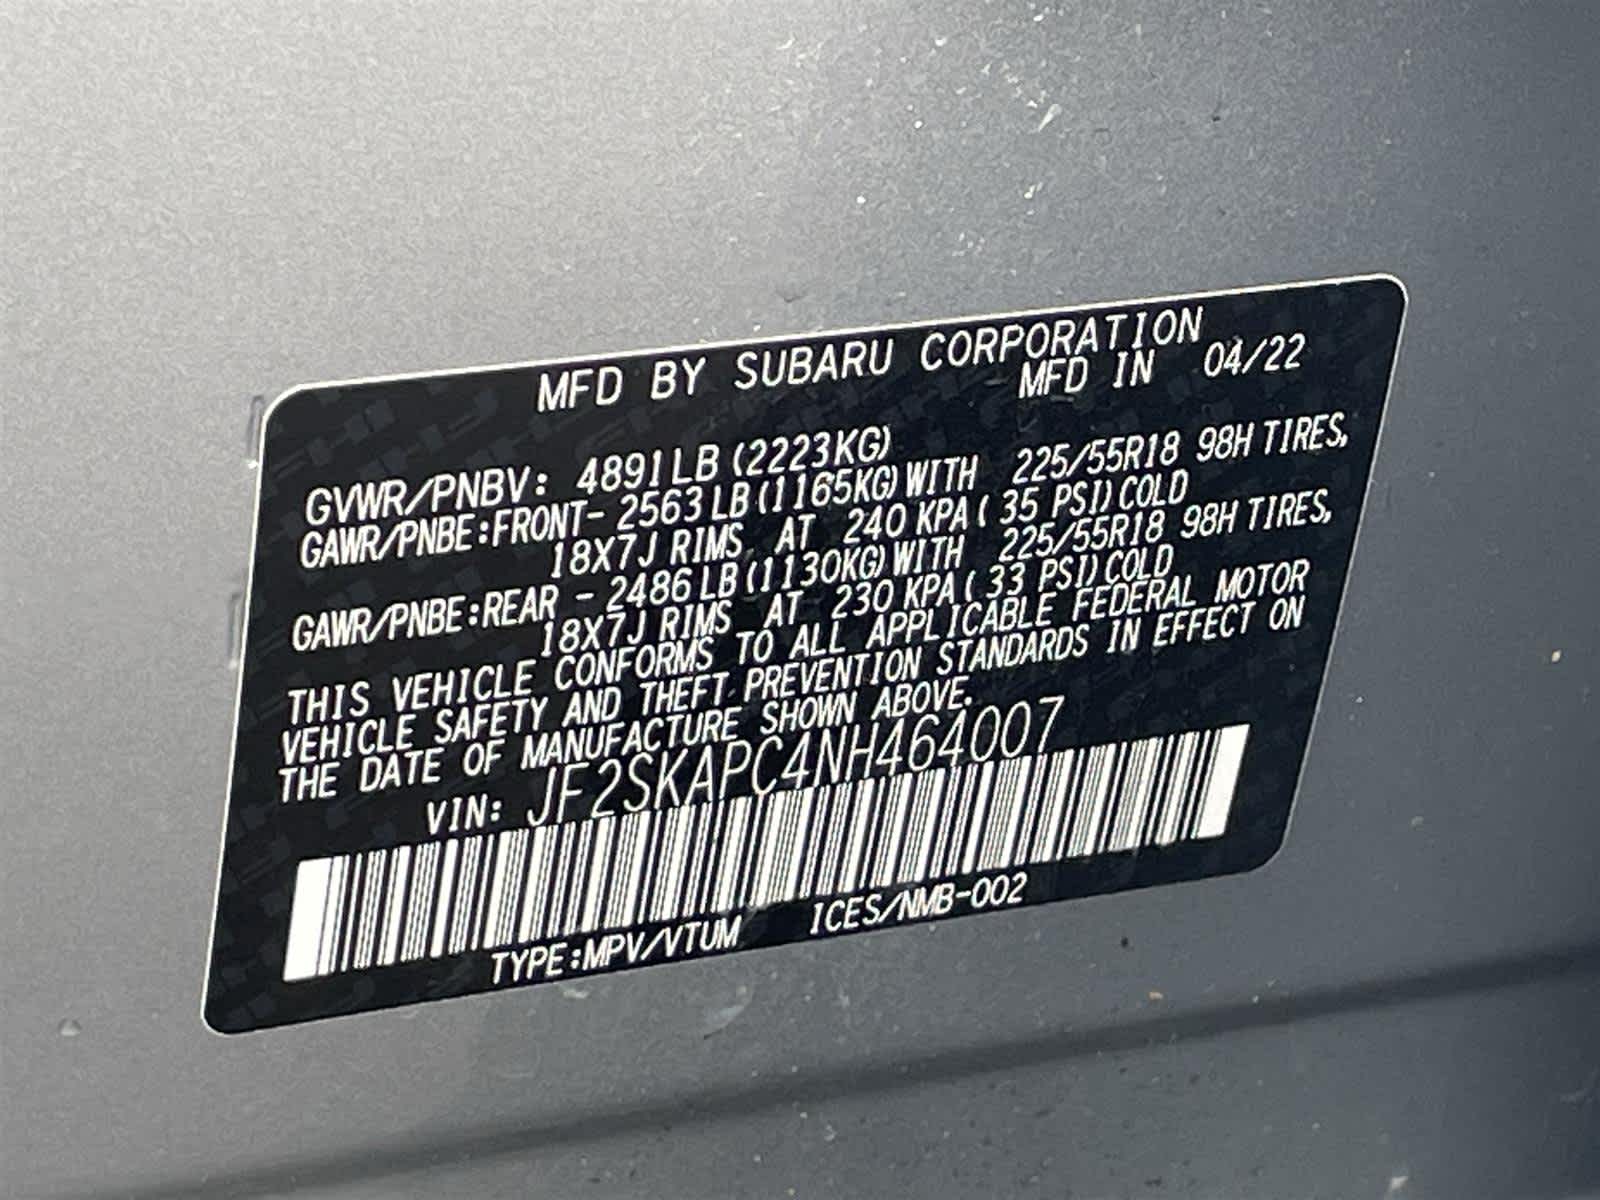 MFD BY SUBARU CORPORATION
MFD IN 04/22
GVWR/PNBV: 4891LB (2223KG)
GAWR/PNBE:FRONT- 2563LB(1165KG)WITH 225/55R18 98H TIRES,
18X7J RIMS, AT 240 KPA( 35 PSI)COLD
GAWR/PNBE:REAR - 2486LB(1130KG)WITH 225/55R18 98H TIRES,
18X7J RIMS AT 230 KPA( 33 PSI)COLD
THIS VEHICLE CONFORMS TO ALL APPLICABLE FEDERAL MOTOR
VEHICLE SAFETY AND THEFT PREVENTION STANDARDS IN EFFECT ON
THE DATE OF MANUFACTURE SHOWN ABOVE.
VIN: JF2SKAPC4NH464007
TYPE:MPV/VTUM ICES/NMB-002